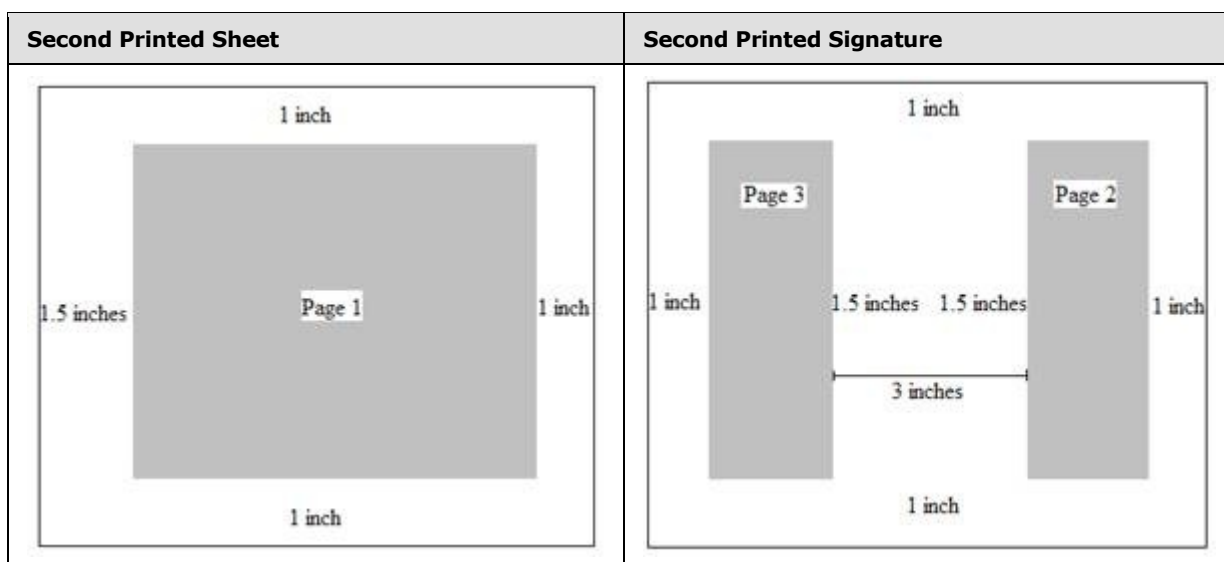 Second Printed Sheet
Second Printed Signature
1 inch
1.5 inches
Page 1
1 inch
1 inch
1 inch
Page 3
Page 2
1 inch
1.5 inches
1.5 inches
1 inch
3 inches
1 inch